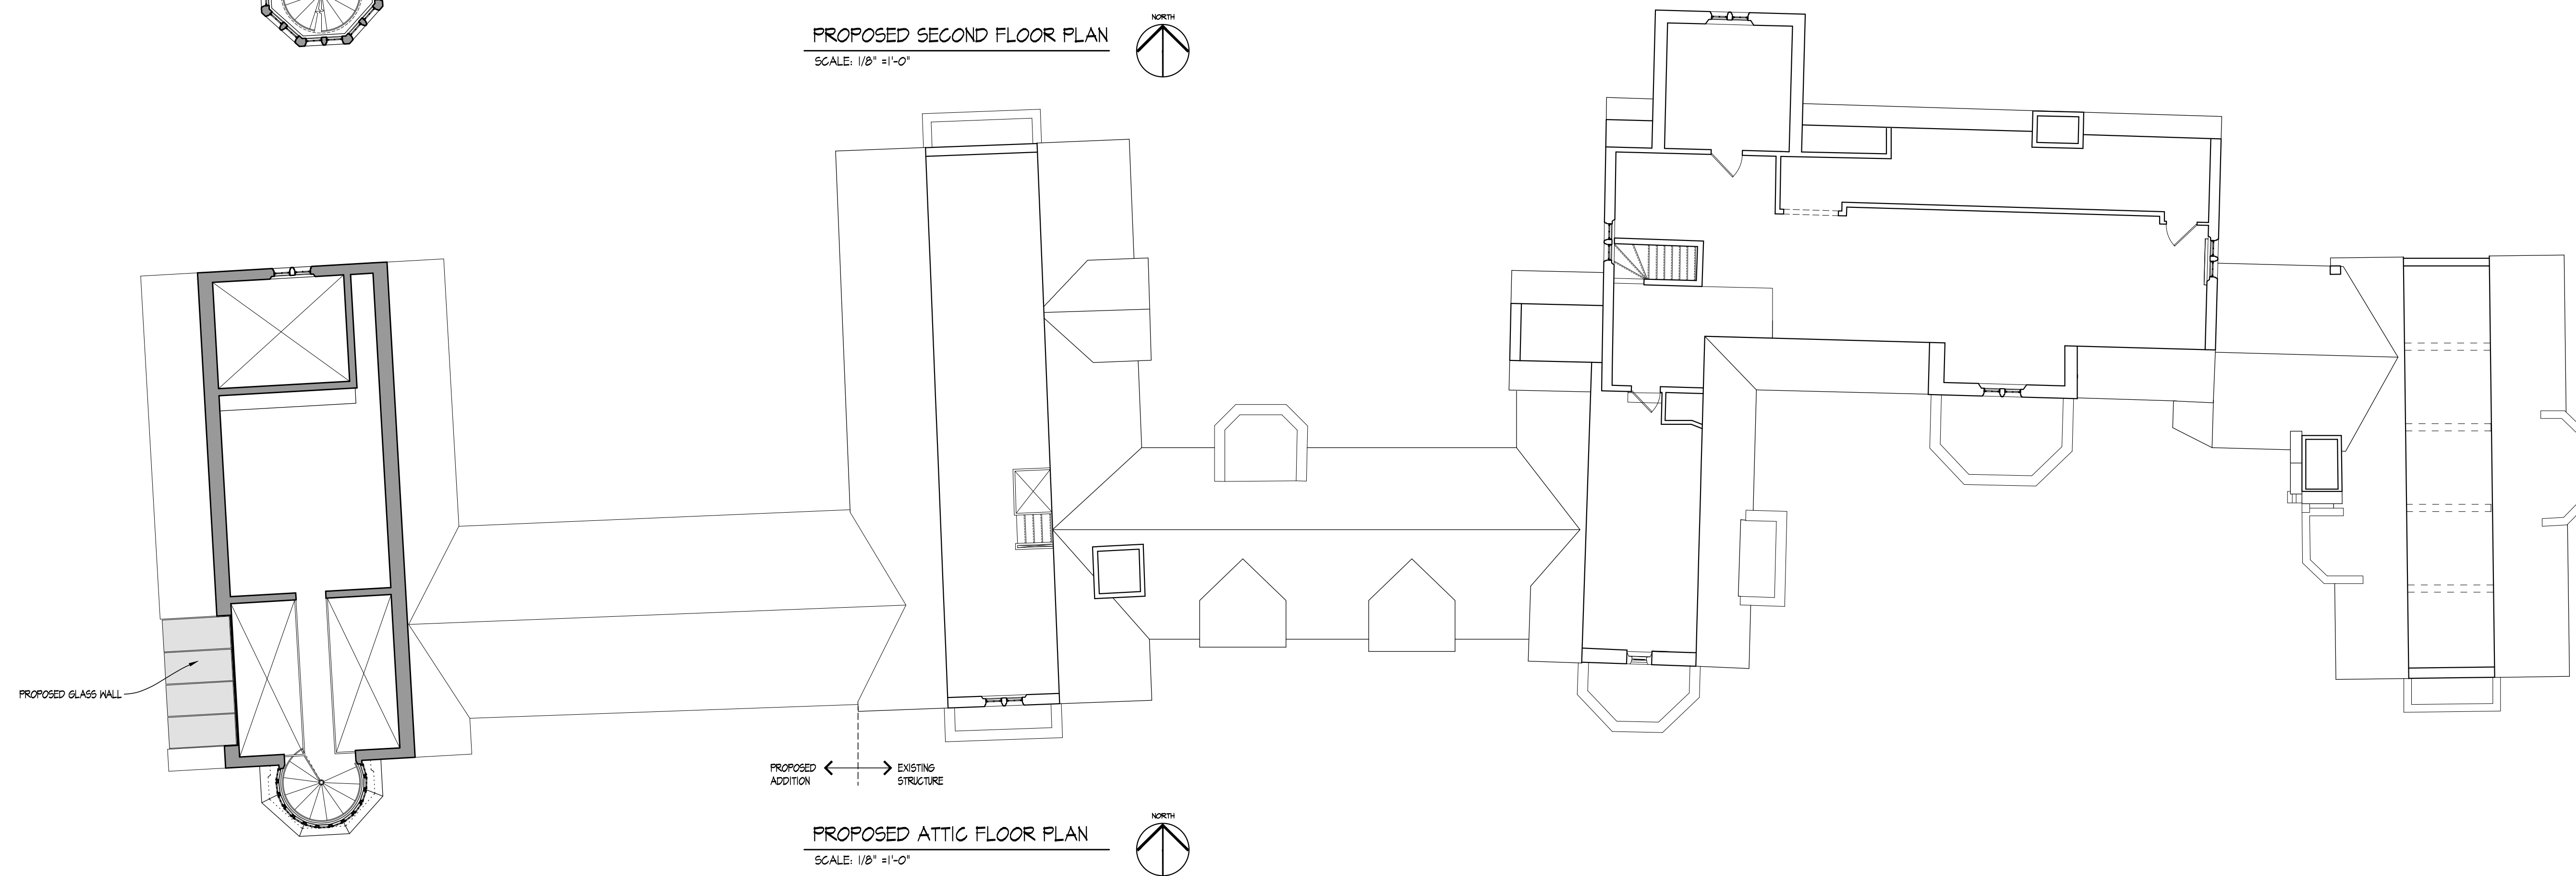 NORTH
PROPOSED SECOND FLOOR PLAN
SCALE: 1/8" =1'-0"
PROPOSED GLASS WALL
PROPOSED ADDITION
EXISTING STRUCTURE
NORTH
PROPOSED ATTIC FLOOR PLAN
SCALE: 1/8" =1'-0"